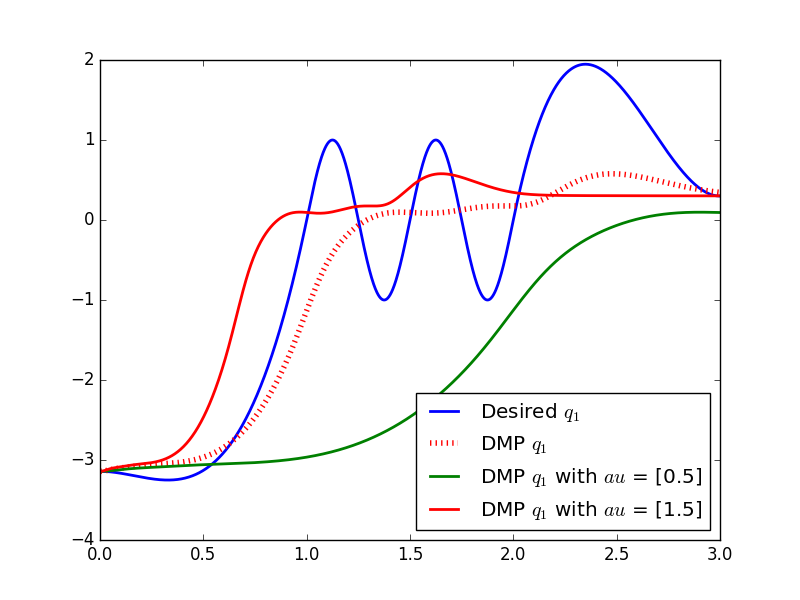 2
1
0
−1
−2
−3
−4
0.0 0.5 1.0 1.5 2.0 2.5 3.0
Desired q₁
DMP q₁
DMP q₁ with au = [0.5]
DMP q₁ with au = [1.5]